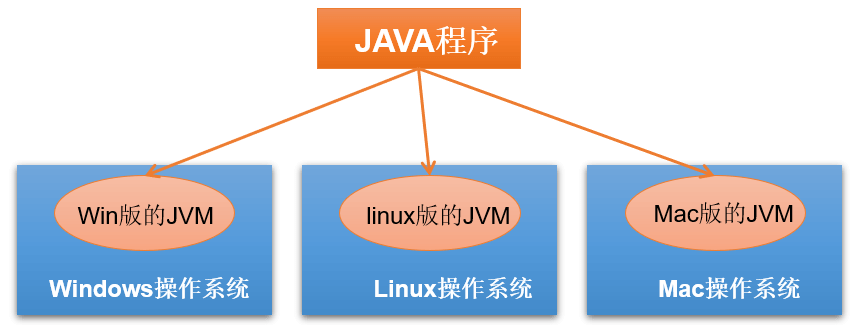 JAVA程序
Win版的JVM
linux版的JVM
Mac版的JVM
Windows操作系统
Linux操作系统
Mac操作系统